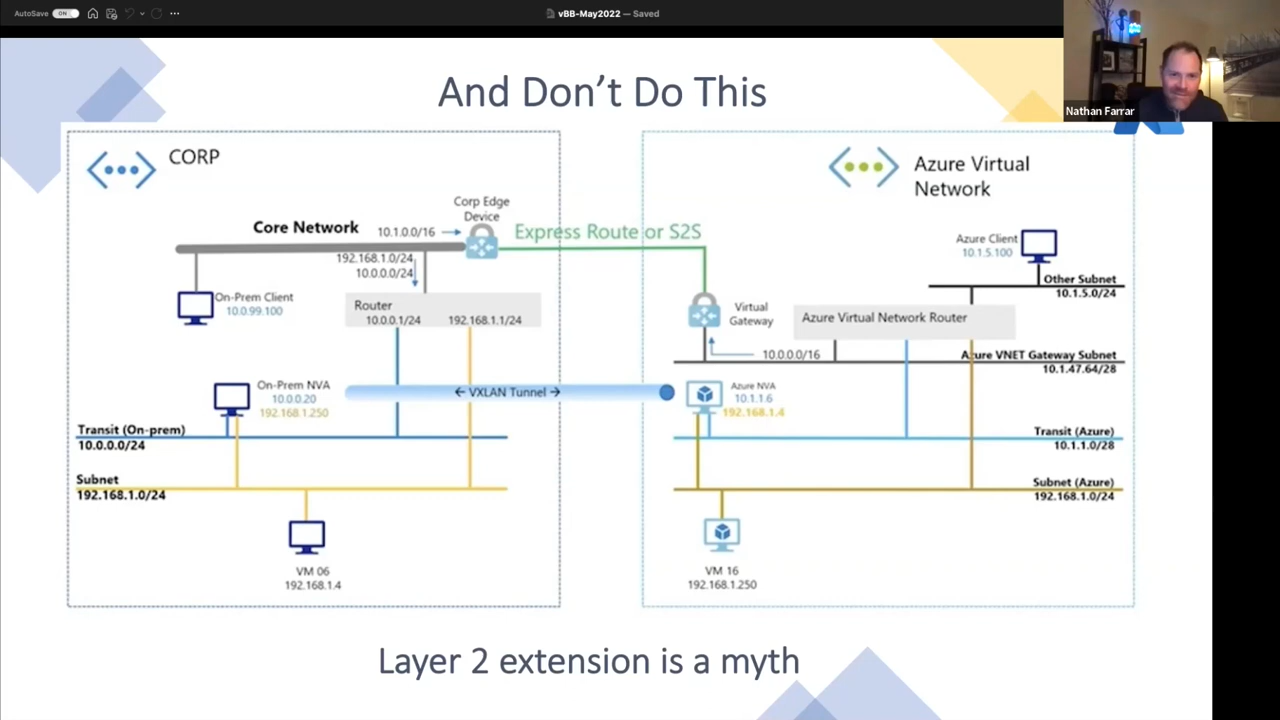 AutoSave ON
vBB-May2022 — Saved
Nathan Farrar
And Don't Do This
CORP
Azure Virtual
Network
Corp Edge
Device
Core Network
10.1.0.0/16
Express Route or S2S
192.168.1.0/24
10.0.0.0/24
Azure Client
10.1.5.100
Other Subnet
10.1.5.0/24
On-Prem Client
10.0.99.100
Router
10.0.0.1/24
192.168.1.1/24
Virtual
Gateway
Azure Virtual Network Router
10.0.0.0/16
Azure VNET Gateway Subnet
10.1.47.64/28
On-Prem NVA
10.0.0.20
192.168.1.250
← VXLAN Tunnel →
Azure NVA
10.1.1.6
192.168.1.4
Transit (On-prem)
10.0.0.0/24
Transit (Azure)
10.1.1.0/28
Subnet
192.168.1.0/24
Subnet (Azure)
192.168.1.0/24
VM 06
192.168.1.4
VM 16
192.168.1.250
Layer 2 extension is a myth